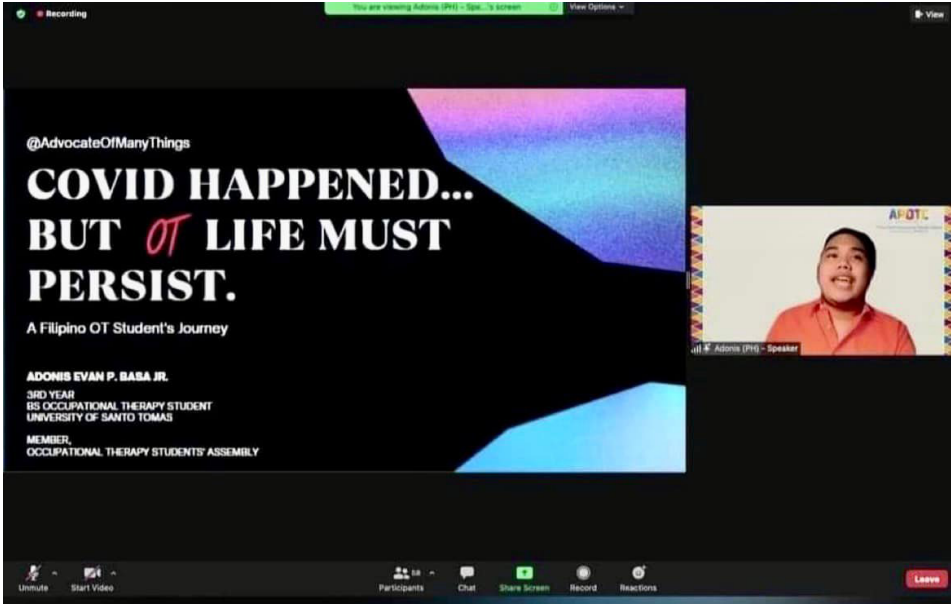 Recording
You are viewing Adonis (PH) - Spe...'s screen
View Options
View
@AdvocateOfManyThings
COVID HAPPENED...
BUT OT LIFE MUST
PERSIST.
A Filipino OT Student's Journey
ADONIS EVAN P. BASA JR.
3RD YEAR
BS OCCUPATIONAL THERAPY STUDENT
UNIVERSITY OF SANTO TOMAS
MEMBER,
OCCUPATIONAL THERAPY STUDENTS' ASSEMBLY
APOTC
Adonis (PH) - Speaker
Unmute
Start Video
58
Participants
Chat
Share Screen
Record
Reactions
Leave